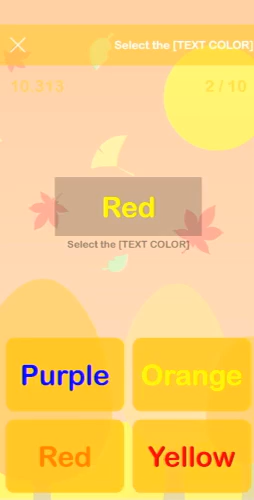 Select the [TEXT COLOR]
10,313 2 / 10
Red
Select the [TEXT COLOR]
Purple Orange
Red Yellow